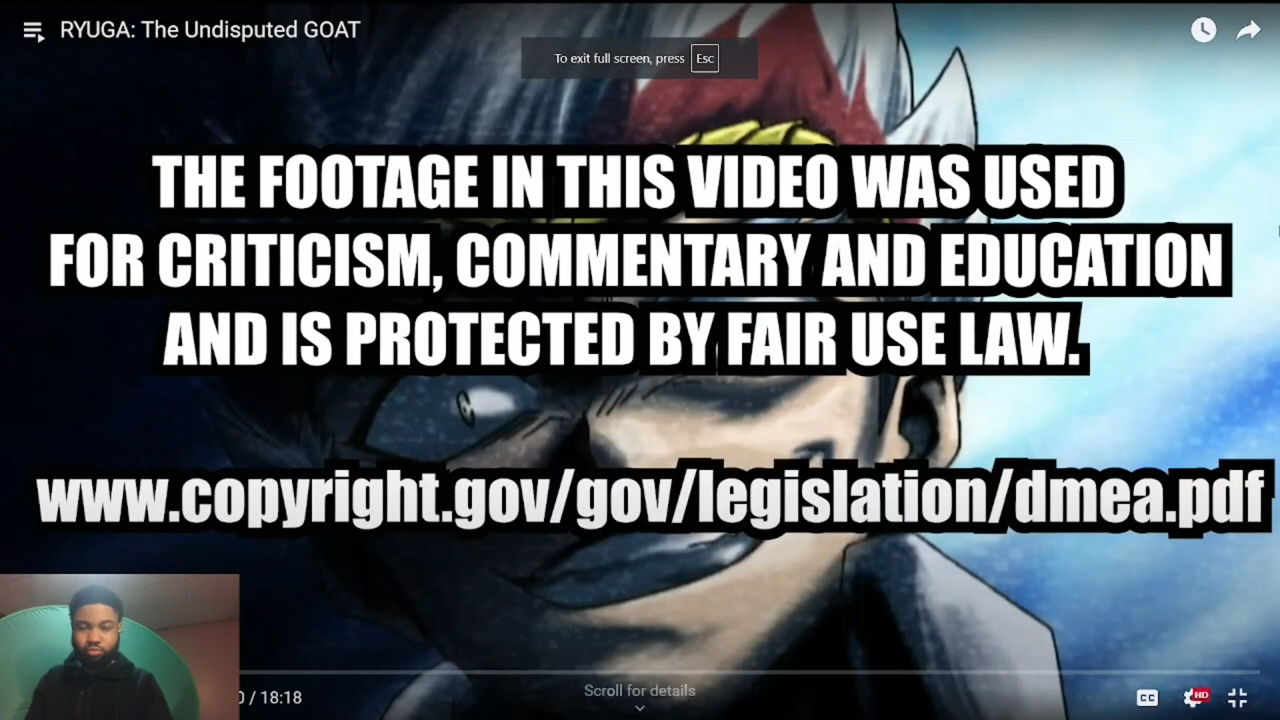 RYUGA: The Undisputed GOAT
To exit full screen, press Esc
THE FOOTAGE IN THIS VIDEO WAS USED
FOR CRITICISM, COMMENTARY AND EDUCATION
AND IS PROTECTED BY FAIR USE LAW.
www.copyright.gov/gov/legislation/dmea.pdf
/ 18:18
Scroll for details
CC
HD